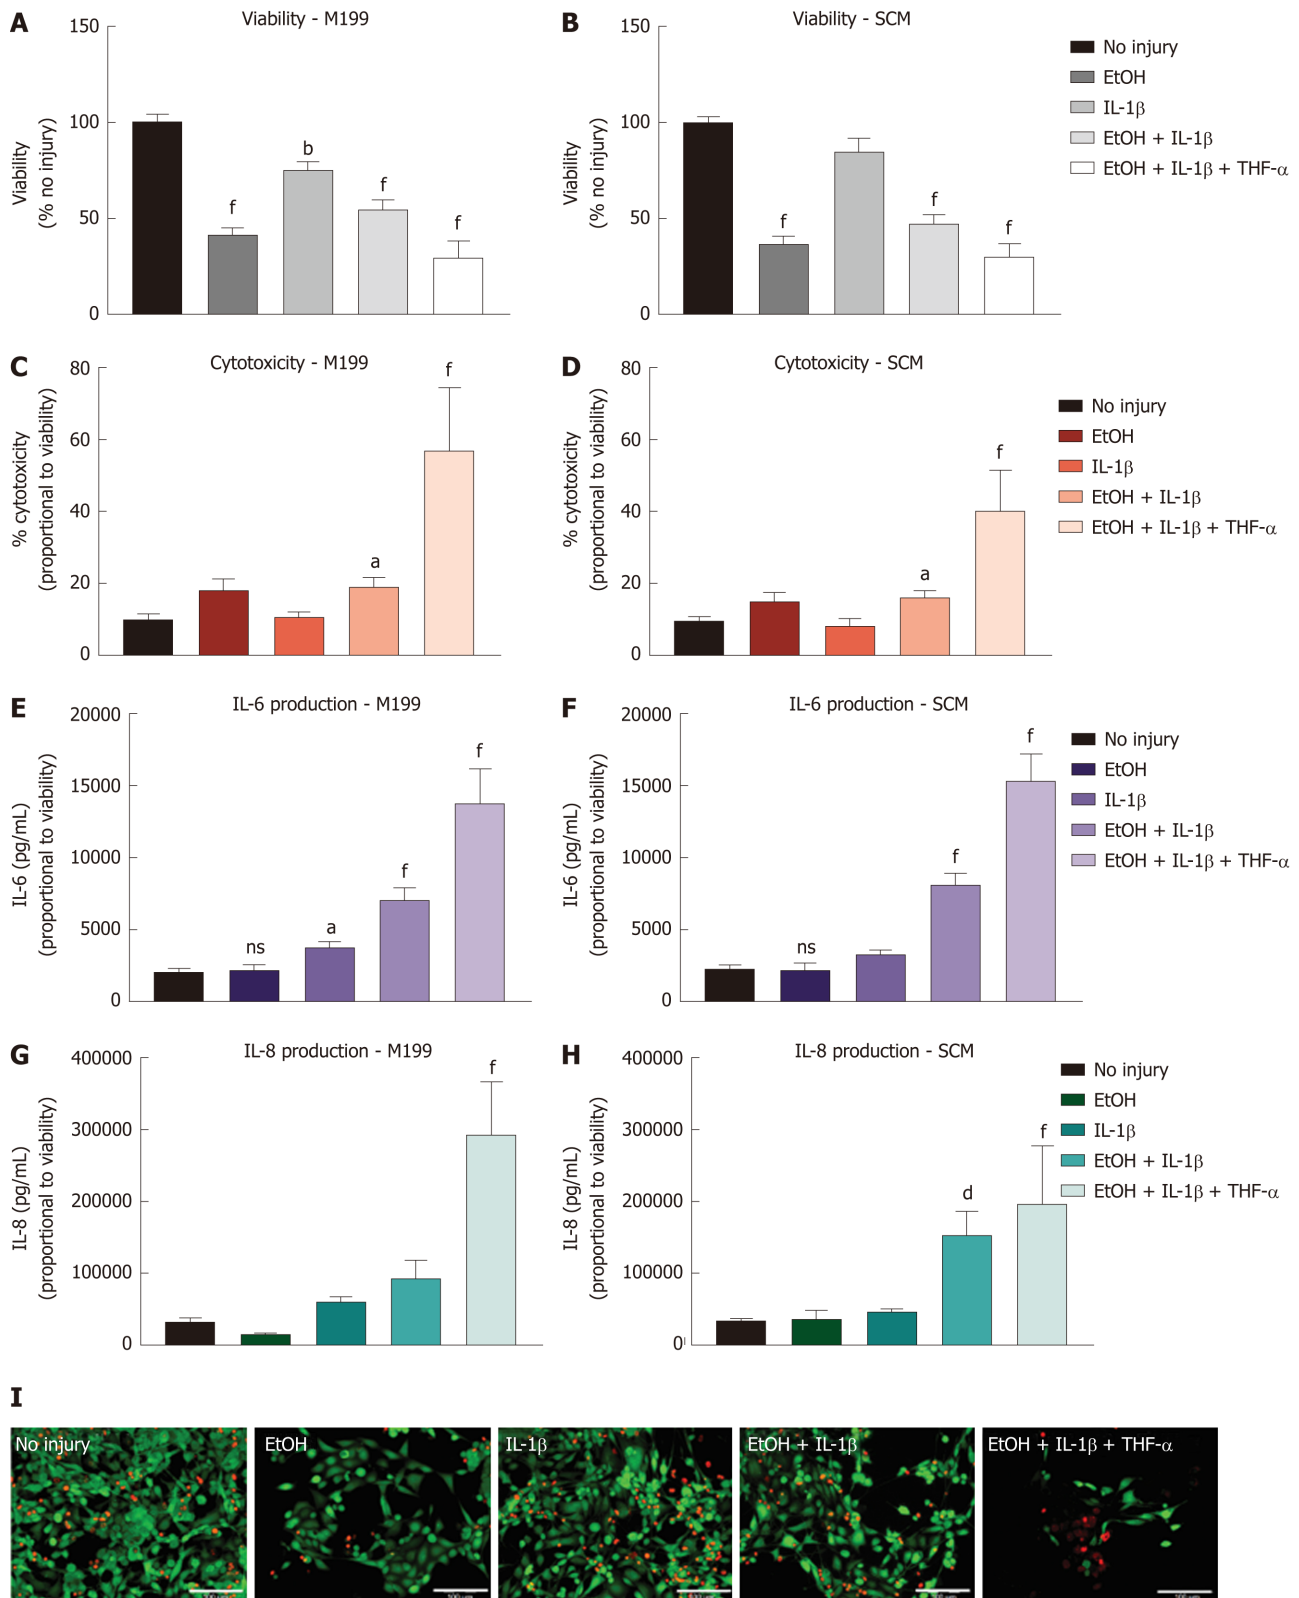 A
Viability - M199
Viability
(% no injury)
150
100
50
0
f
b
f
f
B
Viability - SCM
Viability
(% no injury)
150
100
50
0
f
f
f
No injury
EtOH
IL-1β
EtOH + IL-1β
EtOH + IL-1β + THF-α
C
Cytotoxicity - M199
% cytotoxicity
(proportional to viability)
80
60
40
20
0
a
f
D
Cytotoxicity - SCM
% cytotoxicity
(proportional to viability)
80
60
40
20
0
a
f
No injury
EtOH
IL-1β
EtOH + IL-1β
EtOH + IL-1β + THF-α
E
IL-6 production - M199
IL-6 (pg/mL)
(proportional to viability)
20000
15000
10000
5000
0
ns
a
f
f
F
IL-6 production - SCM
IL-6 (pg/mL)
(proportional to viability)
20000
15000
10000
5000
0
ns
f
f
No injury
EtOH
IL-1β
EtOH + IL-1β
EtOH + IL-1β + THF-α
G
IL-8 production - M199
IL-8 (pg/mL)
(proportional to viability)
400000
300000
200000
100000
0
f
H
IL-8 production - SCM
IL-8 (pg/mL)
(proportional to viability)
400000
300000
200000
100000
0
d
f
No injury
EtOH
IL-1β
EtOH + IL-1β
EtOH + IL-1β + THF-α
I
No injury
EtOH
IL-1β
EtOH + IL-1β
EtOH + IL-1β + THF-α